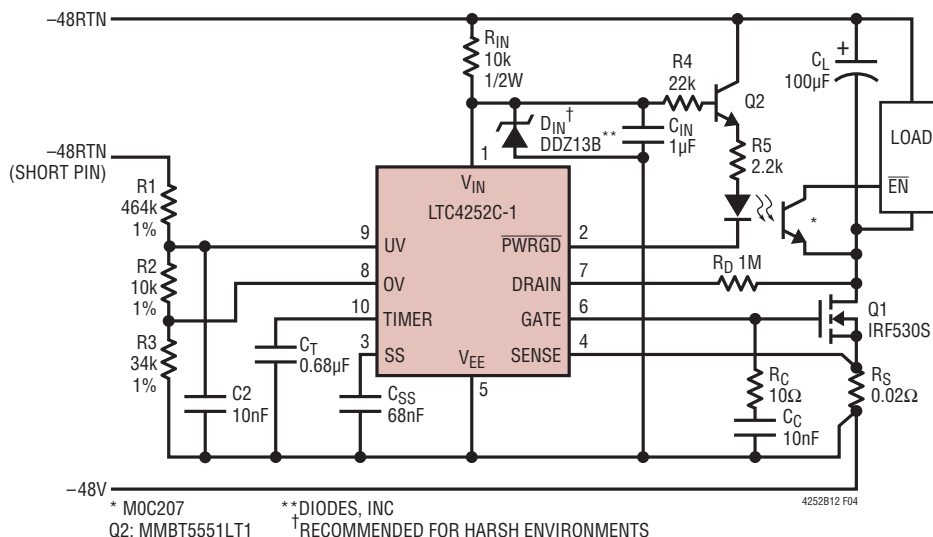 –48RTN
RIN
10k
1/2W
R4
22k
Q2
CL
100µF
+
DIN†
DDZ13B**
CIN
1µF
R5
2.2k
LOAD
EN
–48RTN
(SHORT PIN)
R1
464k
1%
1
VIN
LTC4252C-1
9
UV
PWRGD
2
*
R2
10k
1%
8
OV
DRAIN
7
RD 1M
10
TIMER
GATE
6
Q1
IRF530S
R3
34k
1%
CT
0.68µF
3
SS
VEE
SENSE
4
5
C2
10nF
CSS
68nF
RC
10Ω
CC
10nF
RS
0.02Ω
–48V
4252B12 F04
* M0C207
**DIODES, INC
Q2: MMBT5551LT1
†RECOMMENDED FOR HARSH ENVIRONMENTS